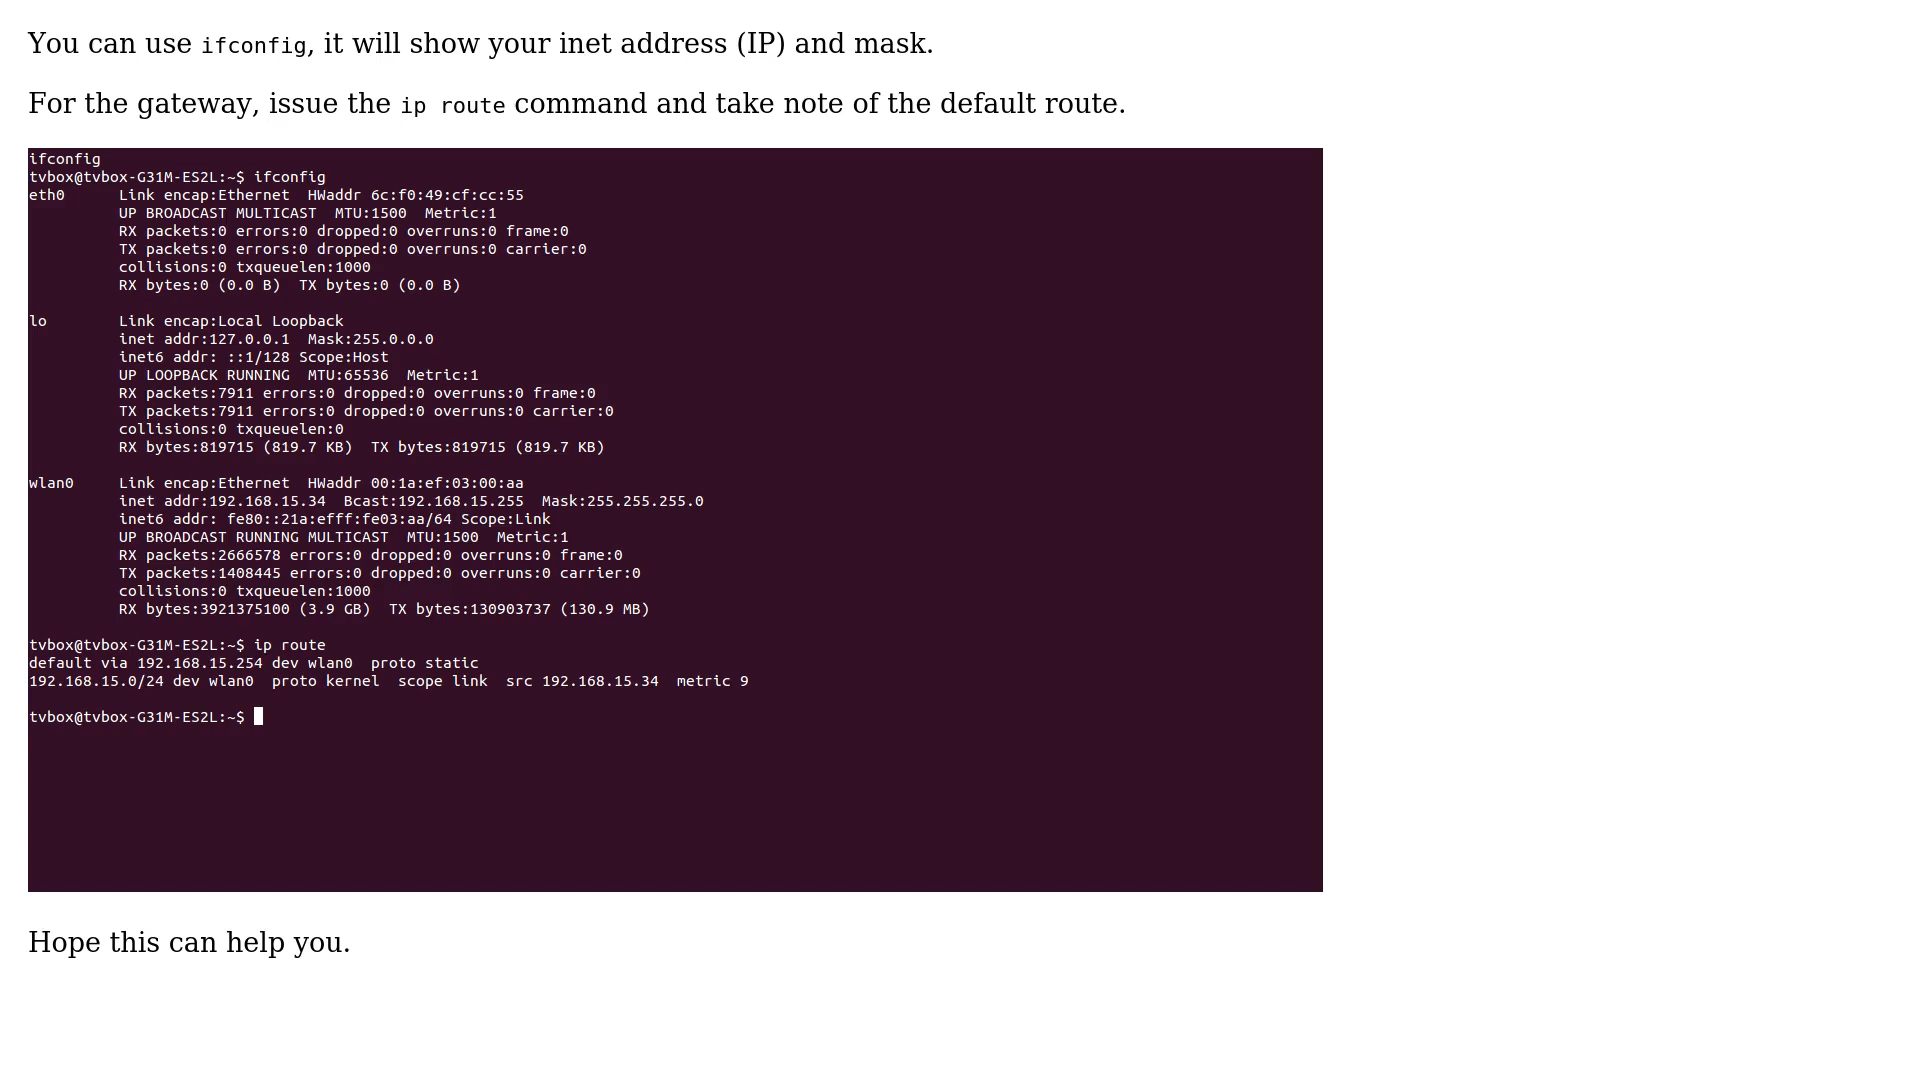 You can use ifconfig, it will show your inet address (IP) and mask.
For the gateway, issue the ip route command and take note of the default route.
ifconfig
tvbox@tvbox-G31M-ES2L:~$ ifconfig
eth0      Link encap:Ethernet  HWaddr 6c:f0:49:cf:cc:55
          UP BROADCAST MULTICAST  MTU:1500  Metric:1
          RX packets:0 errors:0 dropped:0 overruns:0 frame:0
          TX packets:0 errors:0 dropped:0 overruns:0 carrier:0
          collisions:0 txqueuelen:1000
          RX bytes:0 (0.0 B)  TX bytes:0 (0.0 B)
lo        Link encap:Local Loopback
          inet addr:127.0.0.1  Mask:255.0.0.0
          inet6 addr: ::1/128 Scope:Host
          UP LOOPBACK RUNNING  MTU:65536  Metric:1
          RX packets:7911 errors:0 dropped:0 overruns:0 frame:0
          TX packets:7911 errors:0 dropped:0 overruns:0 carrier:0
          collisions:0 txqueuelen:0
          RX bytes:819715 (819.7 KB)  TX bytes:819715 (819.7 KB)
wlan0     Link encap:Ethernet  HWaddr 00:1a:ef:03:00:aa
          inet addr:192.168.15.34  Bcast:192.168.15.255  Mask:255.255.255.0
          inet6 addr: fe80::21a:efff:fe03:aa/64 Scope:Link
          UP BROADCAST RUNNING MULTICAST  MTU:1500  Metric:1
          RX packets:2666578 errors:0 dropped:0 overruns:0 frame:0
          TX packets:1408445 errors:0 dropped:0 overruns:0 carrier:0
          collisions:0 txqueuelen:1000
          RX bytes:3921375100 (3.9 GB)  TX bytes:130903737 (130.9 MB)
tvbox@tvbox-G31M-ES2L:~$ ip route
default via 192.168.15.254 dev wlan0  proto static
192.168.15.0/24 dev wlan0  proto kernel  scope link  src 192.168.15.34  metric 9
tvbox@tvbox-G31M-ES2L:~$
Hope this can help you.